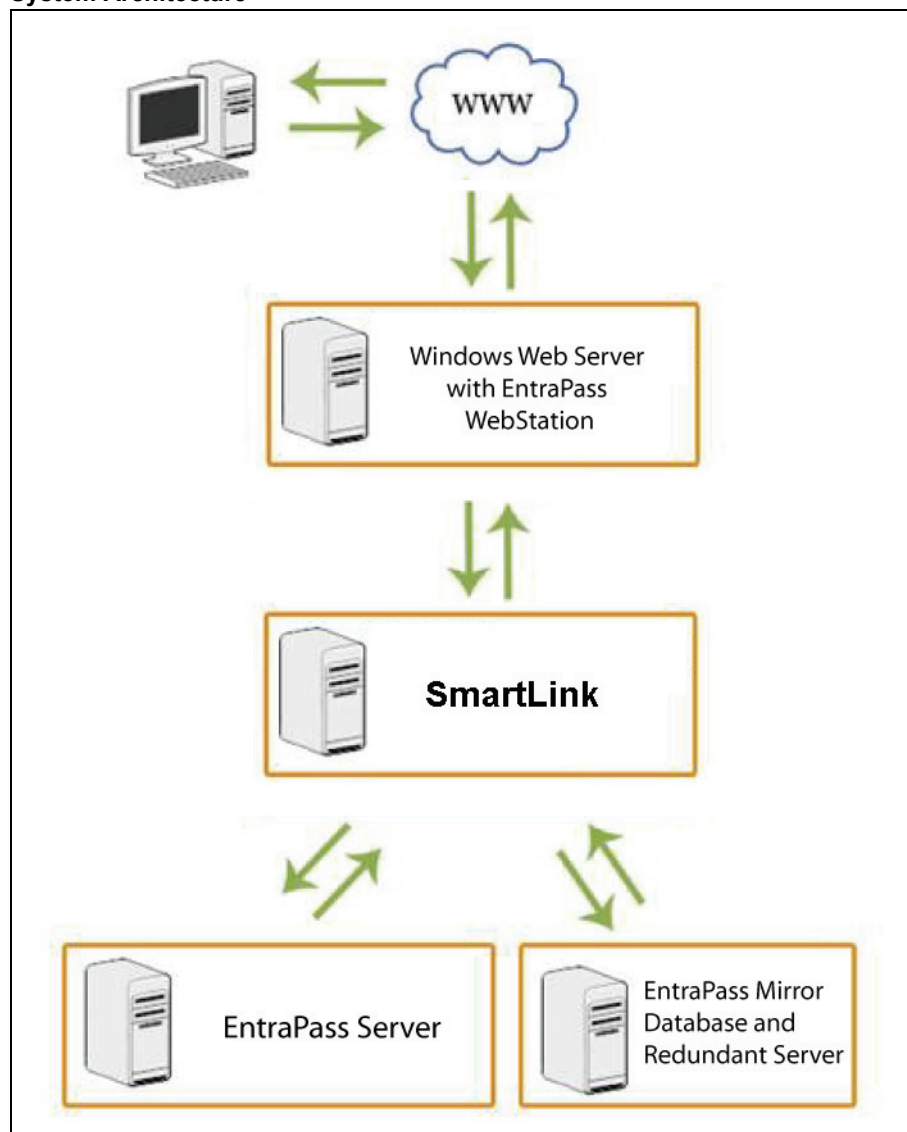 System Architecture
WWW
Windows Web Server
with EntraPass
WebStation
SmartLink
EntraPass Server
EntraPass Mirror
Database and
Redundant Server